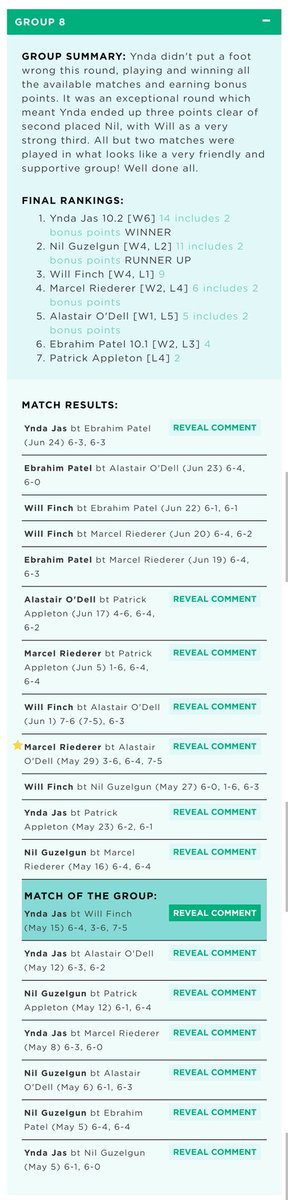 GROUP 8
GROUP SUMMARY: Ynda didn't put a foot
wrong this round, playing and winning all
the available matches and earning bonus
points. It was an exceptional round which
meant Ynda ended up three points clear of
second placed Nil, with Will as a very
strong third. All but two matches were
played in what looks like a very friendly and
supportive group! Well done all.
FINAL RANKINGS:
1. Ynda Jas 10.2 [W6] 14 includes 2
bonus points WINNER
2. Nil Guzelgun [W4, L2] 11 includes 2
bonus points RUNNER UP
3. Will Finch [W4, L1] 9
4. Marcel Riederer [W2, L4] 6 includes 2
bonus points
5. Alastair O'Dell [W1, L5] 5 includes 2
bonus points
6. Ebrahim Patel 10.1 [W2, L3] 4
7. Patrick Appleton [L4] 2
MATCH RESULTS:
Ynda Jas bt Ebrahim Patel REVEAL COMMENT
(Jun 24) 6-3, 6-3
Ebrahim Patel bt Alastair O'Dell (Jun 23) 6-4,
6-0
Will Finch bt Ebrahim Patel (Jun 22) 6-1, 6-1
Will Finch bt Marcel Riederer (Jun 20) 6-4, 6-2
Ebrahim Patel bt Marcel Riederer (Jun 19) 6-4,
6-3
Alastair O'Dell bt Patrick REVEAL COMMENT
Appleton (Jun 17) 4-6, 6-4,
6-2
Marcel Riederer bt Patrick REVEAL COMMENT
Appleton (Jun 5) 1-6, 6-4,
6-4
Will Finch bt Alastair O'Dell REVEAL COMMENT
(Jun 1) 7-6 (7-5), 6-3
Marcel Riederer bt Alastair REVEAL COMMENT
O'Dell (May 29) 3-6, 6-4, 7-5
Will Finch bt Nil Guzelgun (May 27) 6-0, 1-6, 6-3
Ynda Jas bt Patrick REVEAL COMMENT
Appleton (May 23) 6-2, 6-1
Nil Guzelgun bt Marcel REVEAL COMMENT
Riederer (May 16) 6-4, 6-4
MATCH OF THE GROUP:
Ynda Jas bt Will Finch REVEAL COMMENT
(May 15) 6-4, 3-6, 7-5
Ynda Jas bt Alastair O'Dell REVEAL COMMENT
(May 12) 6-3, 6-2
Nil Guzelgun bt Patrick REVEAL COMMENT
Appleton (May 12) 6-1, 6-4
Ynda Jas bt Marcel Riederer REVEAL COMMENT
(May 8) 6-3, 6-0
Nil Guzelgun bt Alastair REVEAL COMMENT
O'Dell (May 6) 6-1, 6-3
Nil Guzelgun bt Ebrahim REVEAL COMMENT
Patel (May 5) 6-4, 6-4
Ynda Jas bt Nil Guzelgun REVEAL COMMENT
(May 5) 6-1, 6-0